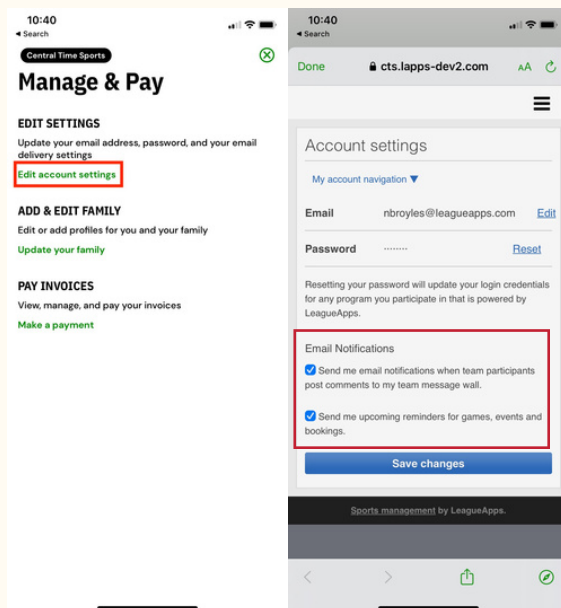 10:40
◀ Search
Central Time Sports
Manage & Pay
EDIT SETTINGS
Update your email address, password, and your email
delivery settings
Edit account settings
ADD & EDIT FAMILY
Edit or add profiles for you and your family
Update your family
PAY INVOICES
View, manage, and pay your invoices
Make a payment
10:40
◀ Search
Done
cts.lapps-dev2.com
AA
Account settings
My account navigation ▼
Email nbroyles@leagueapps.com Edit
Password ········ Reset
Resetting your password will update your login credentials
for any program you participate in that is powered by
LeagueApps.
Email Notifications
Send me email notifications when team participants
post comments to my team message wall.
Send me upcoming reminders for games, events and
bookings.
Save changes
Sports management by LeagueApps.